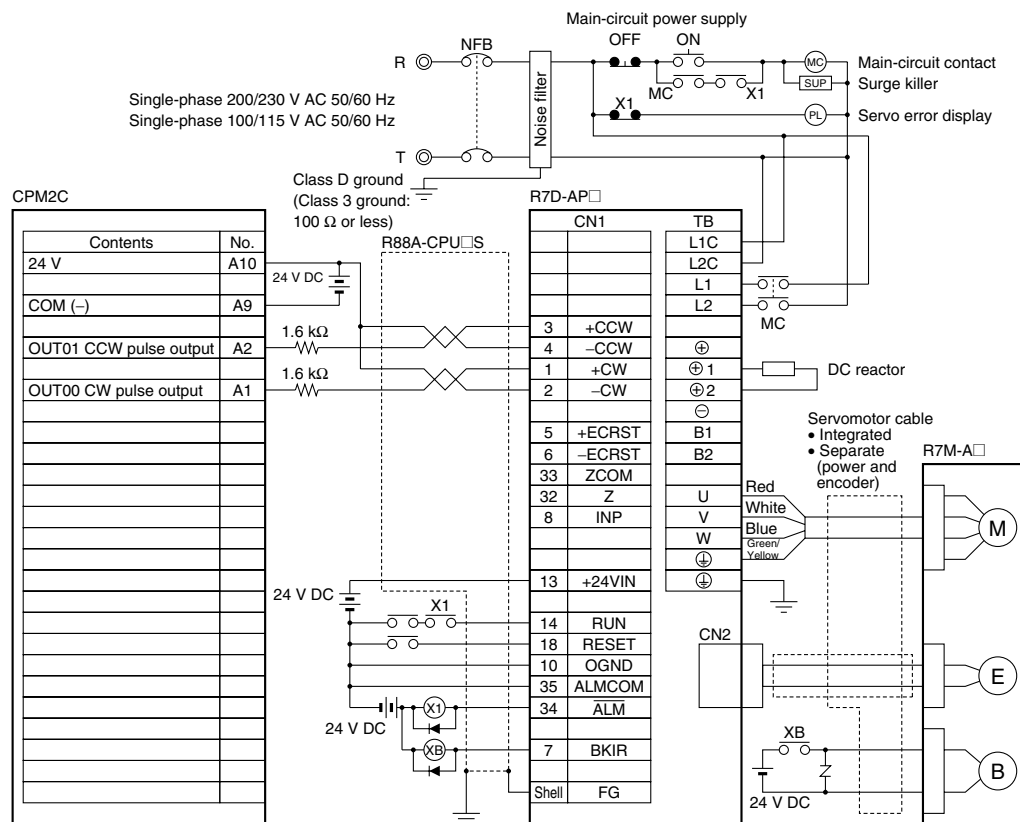 Main-circuit power supply
OFF ON
NFB
R
MC
Main-circuit contact
SUP
Surge killer
MC X1
Single-phase 200/230 V AC 50/60 Hz
Single-phase 100/115 V AC 50/60 Hz
Noise filter
X1
PL
Servo error display
T
Class D ground
(Class 3 ground:
100 Ω or less)
CPM2C
R7D-AP□
CN1 TB
Contents No.
R88A-CPU□S
L1C
24 V A10
L2C
24 V DC
L1
COM (–) A9
L2
MC
1.6 kΩ
3 +CCW
OUT01 CCW pulse output A2
4 –CCW ⊕
1.6 kΩ
1 +CW ⊕ 1
DC reactor
OUT00 CW pulse output A1
2 –CW ⊕ 2
⊖
Servomotor cable
• Integrated
• Separate
(power and
encoder)
R7M-A□
5 +ECRST B1
6 –ECRST B2
33 ZCOM
32 Z U
Red
8 INP V
White
W
Blue
Green/
Yellow
M
13 +24VIN
24 V DC
X1
14 RUN
18 RESET
CN2
10 OGND
E
35 ALMCOM
X1
34 ALM
24 V DC
XB
7 BKIR
XB
B
24 V DC
Shell FG